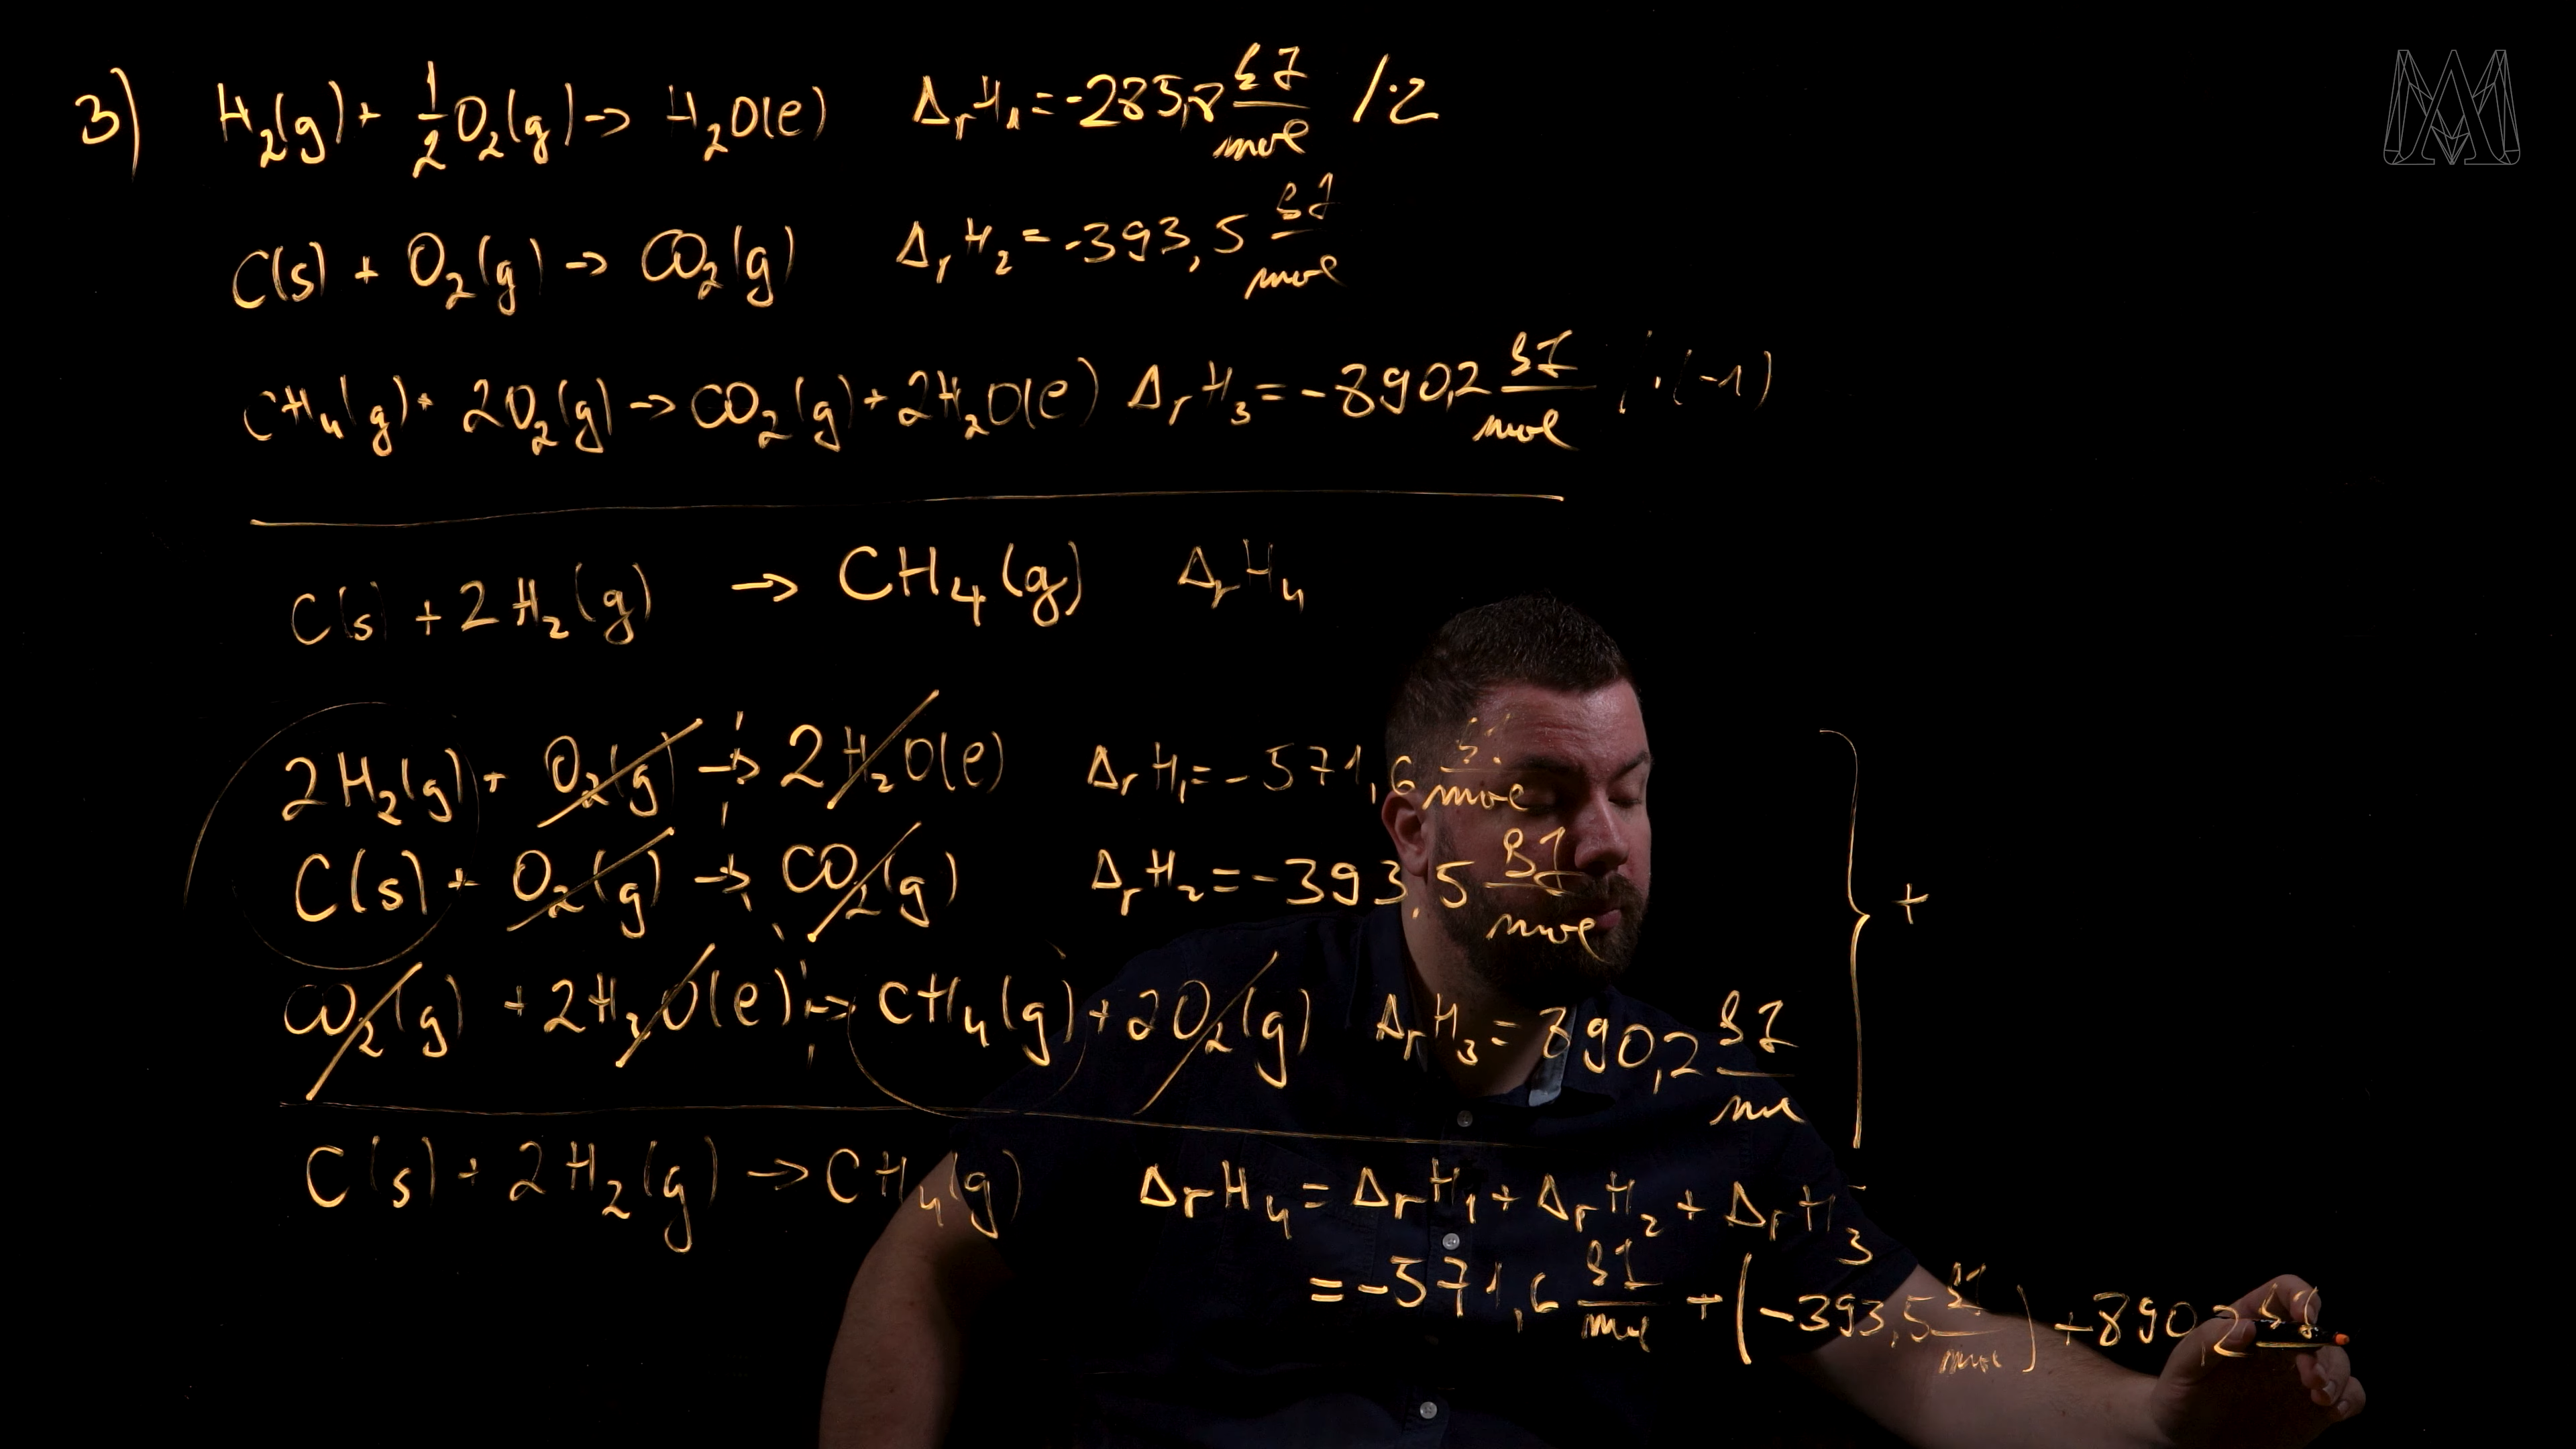 3) H₂(g) + 1/2 O₂(g) → H₂O(l) ΔᵣH₁ = -285,8 kJ/mol /·2
C(s) + O₂(g) → CO₂(g) ΔᵣH₂ = -393,5 kJ/mol
CH₄(g) + 2O₂(g) → CO₂(g) + 2H₂O(l) ΔᵣH₃ = -890,2 kJ/mol /·(-1)
C(s) + 2H₂(g) → CH₄(g) ΔᵣH₄
2H₂(g) + O₂(g) → 2H₂O(l) ΔᵣH₁ = -571,6 kJ/mol
C(s) + O₂(g) → CO₂(g) ΔᵣH₂ = -393,5 kJ/mol
CO₂(g) + 2H₂O(l) → CH₄(g) + 2O₂(g) ΔᵣH₃ = 890,2 kJ/mol
} +
C(s) + 2H₂(g) → CH₄(g) ΔᵣH₄ = ΔᵣH₁ + ΔᵣH₂ + ΔᵣH₃
= -571,6 kJ/mol + (-393,5 kJ/mol) + 890,2 kJ